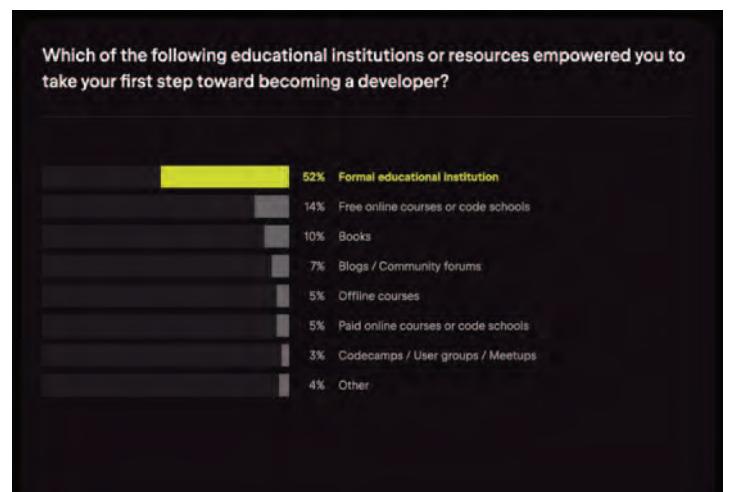 Which of the following educational institutions or resources empowered you to
take your first step toward becoming a developer?
52% Formal educational institution
14% Free online courses or code schools
10% Books
7% Blogs / Community forums
5% Offline courses
5% Paid online courses or code schools
3% Codecamps / User groups / Meetups
4% Other